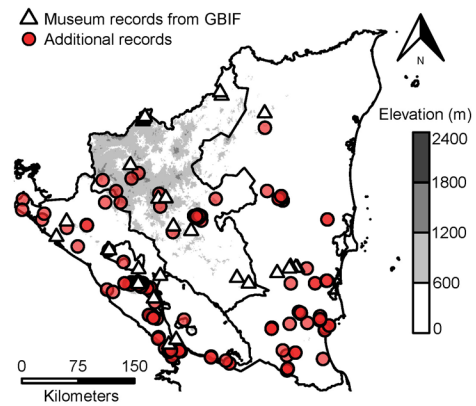 Museum records from GBIF
Additional records
N
Elevation (m)
2400
1800
1200
600
0
0 75 150
Kilometers